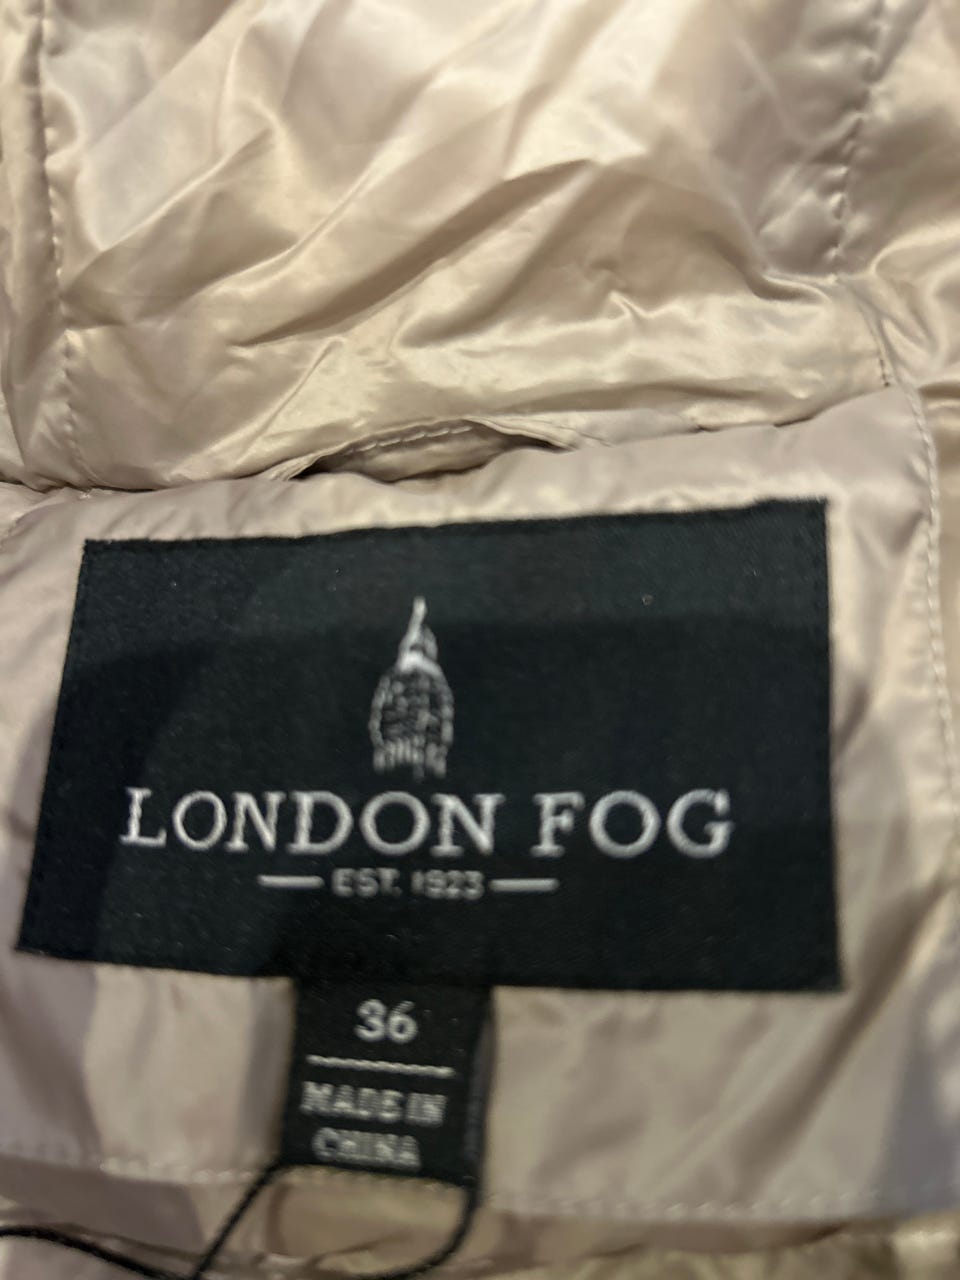 LONDON FOG
EST. 1923
36
MADE IN
CHINA